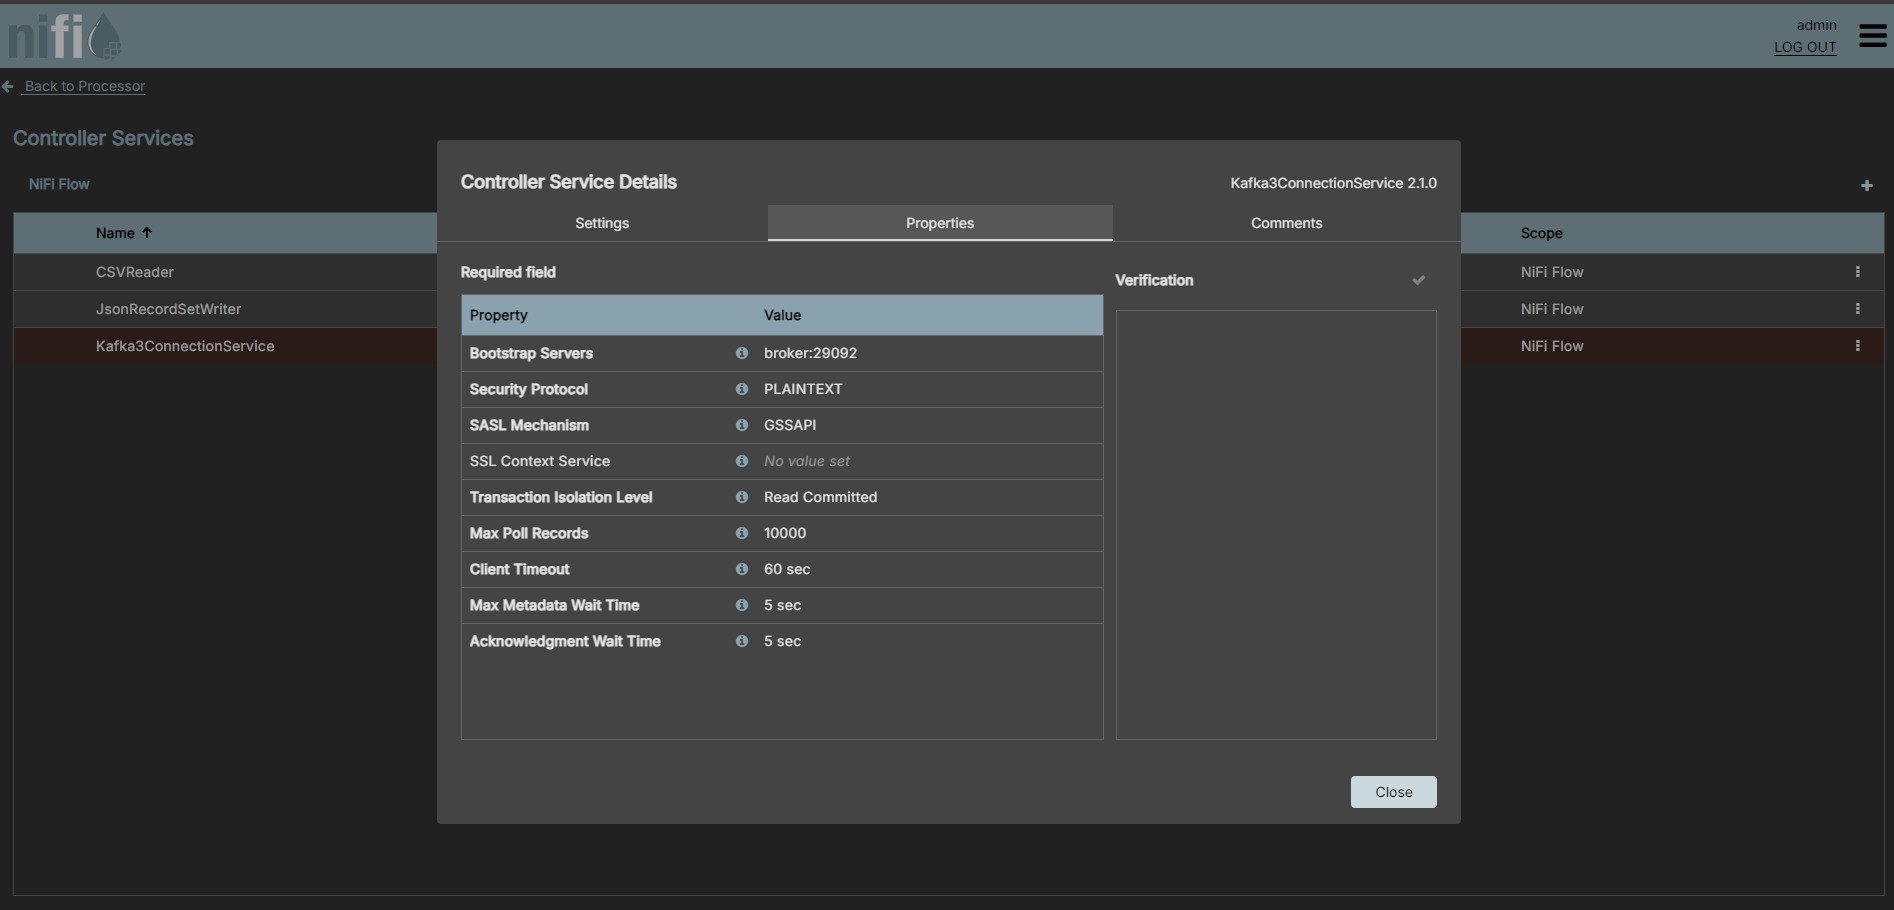 nifi
admin
LOG OUT
Back to Processor
Controller Services
NiFi Flow
Name
Scope
CSVReader
NiFi Flow
JsonRecordSetWriter
NiFi Flow
Kafka3ConnectionService
NiFi Flow
Controller Service Details
Kafka3ConnectionService 2.1.0
Settings
Properties
Comments
Required field
Verification
Property Value
Bootstrap Servers broker:29092
Security Protocol PLAINTEXT
SASL Mechanism GSSAPI
SSL Context Service No value set
Transaction Isolation Level Read Committed
Max Poll Records 10000
Client Timeout 60 sec
Max Metadata Wait Time 5 sec
Acknowledgment Wait Time 5 sec
Close